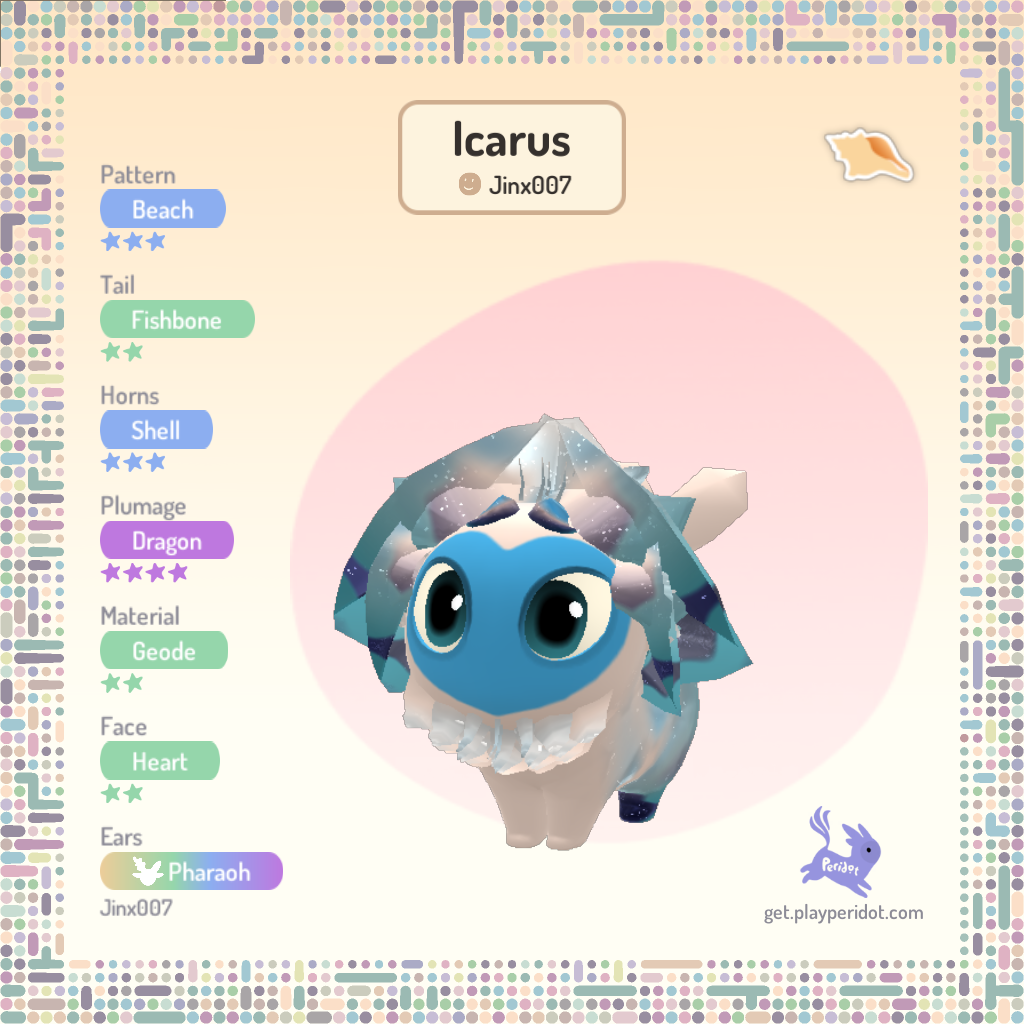 Icarus
Jinx007
Pattern
Beach
Tail
Fishbone
Horns
Shell
Plumage
Dragon
Material
Geode
Face
Heart
Ears
Pharaoh
Jinx007
Peridot
get.playperidot.com